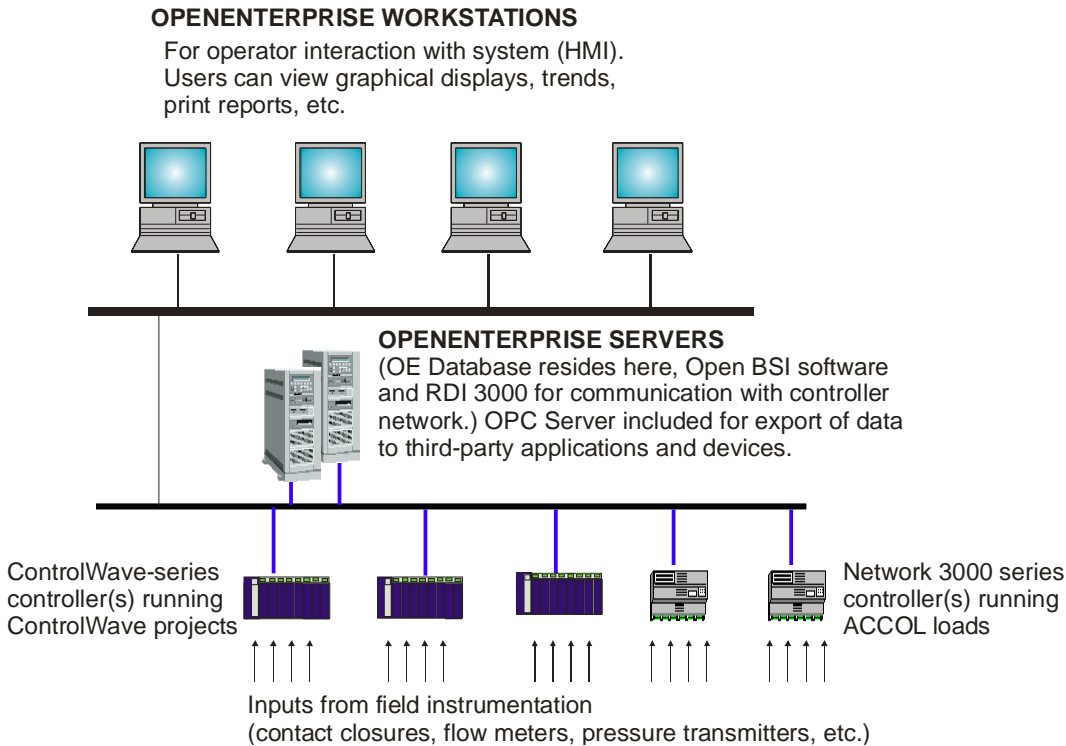 OPENENTERPRISE WORKSTATIONS
For operator interaction with system (HMI).
Users can view graphical displays, trends,
print reports, etc.
OPENENTERPRISE SERVERS
(OE Database resides here, Open BSI software
and RDI 3000 for communication with controller
network.) OPC Server included for export of data
to third-party applications and devices.
ControlWave-series
controller(s) running
ControlWave projects
Network 3000 series
controller(s) running
ACCOL loads
Inputs from field instrumentation
(contact closures, flow meters, pressure transmitters, etc.)